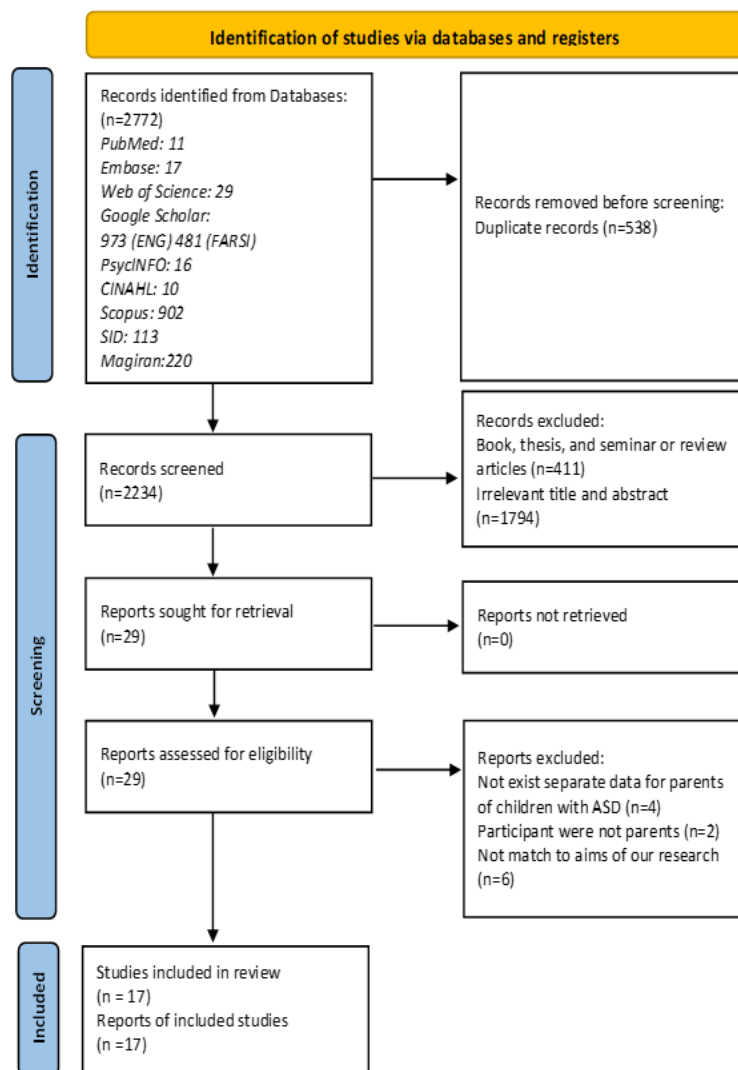 Identification of studies via databases and registers
Identification
Records identified from Databases:
(n=2772)
PubMed: 11
Embase: 17
Web of Science: 29
Google Scholar:
973 (ENG) 481 (FARSI)
PsycINFO: 16
CINAHL: 10
Scopus: 902
SID: 113
Magiran:220
Records removed before screening:
Duplicate records (n=538)
Screening
Records screened
(n=2234)
Records excluded:
Book, thesis, and seminar or review
articles (n=411)
Irrelevant title and abstract
(n=1794)
Reports sought for retrieval
(n=29)
Reports not retrieved
(n=0)
Reports assessed for eligibility
(n=29)
Reports excluded:
Not exist separate data for parents
of children with ASD (n=4)
Participant were not parents (n=2)
Not match to aims of our research
(n=6)
Included
Studies included in review
(n = 17)
Reports of included studies
(n =17)